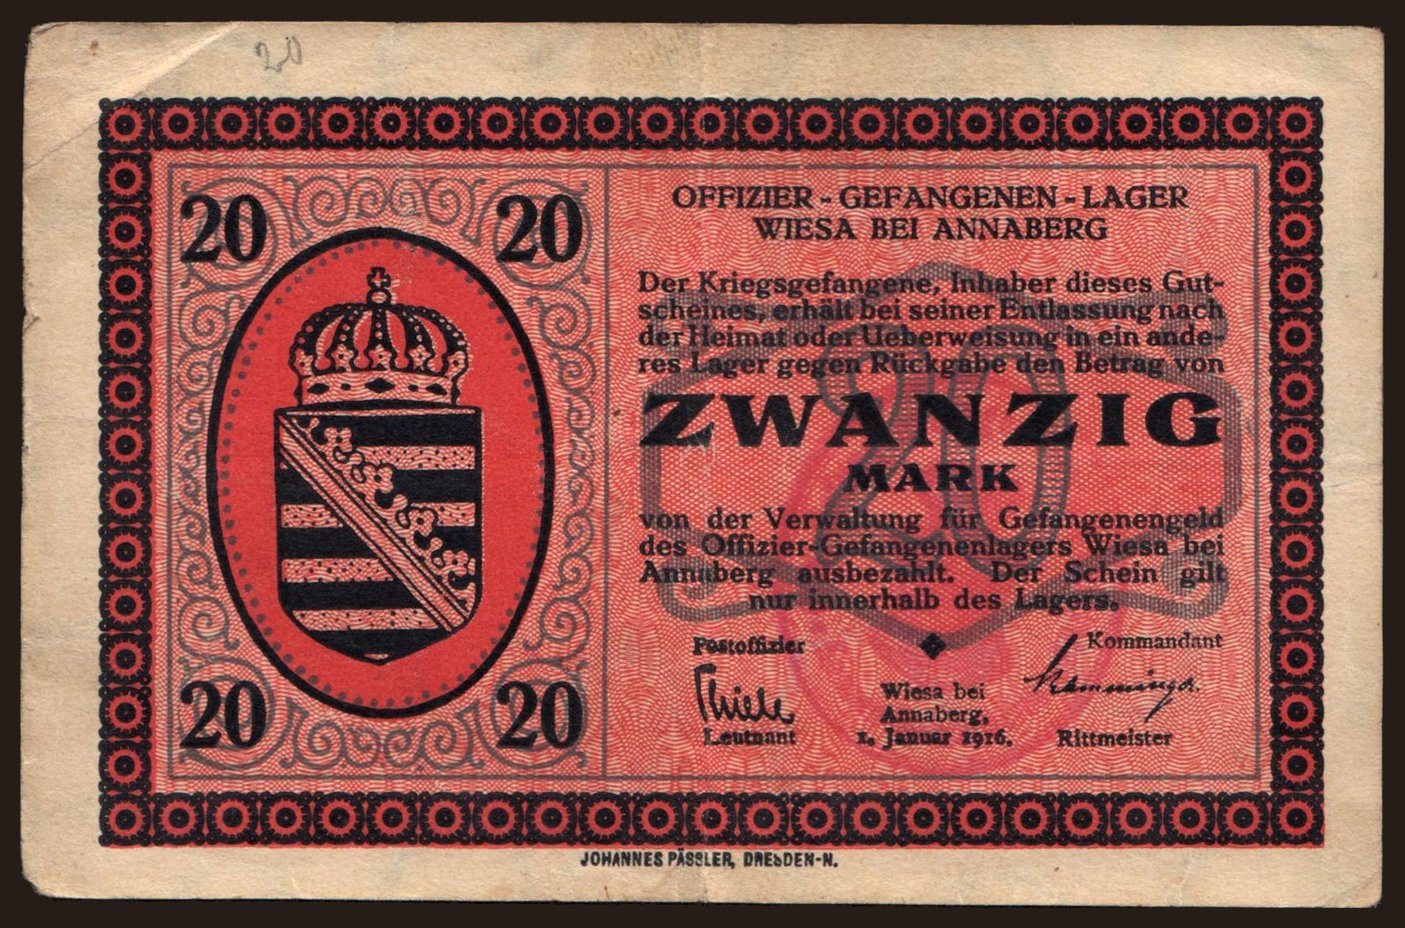 20
20 20
OFFIZIER - GEFANGENEN - LAGER
WIESA BEI ANNABERG
Der Kriegsgefangene, Inhaber dieses Gut-
scheines, erhält bei seiner Entlassung nach
der Heimat oder Ueberweisung in ein ande-
res Lager gegen Rückgabe den Betrag von
20
ZWANZIG
MARK
von der Verwaltung für Gefangenengeld
des Offizier-Gefangenenlagers Wiesa bei
Annaberg ausbezahlt. Der Schein gilt
nur innerhalb des Lagers.
Postoffizier
Kommandant
Thiele
Leutnant
Wiesa bei
Annaberg,
1. Januar 1916.
Rittmeister
20 20
JOHANNES PÄSSLER, DRESDEN-N.